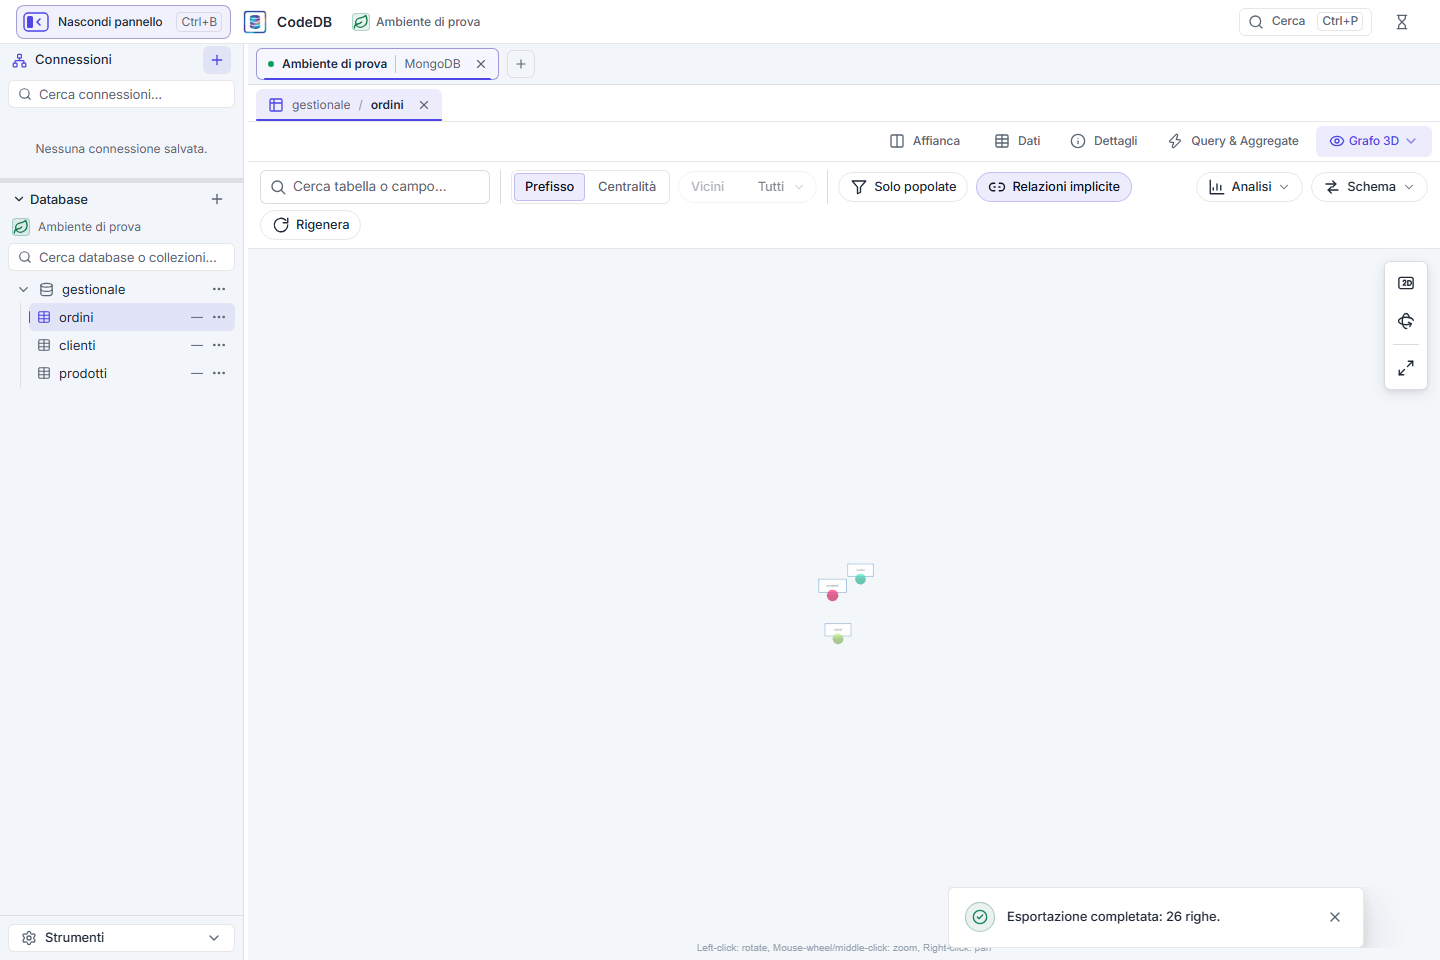 Nascondi pannello Ctrl+B CodeDB Ambiente di prova Cerca Ctrl+P
Connessioni
Cerca connessioni...
Nessuna connessione salvata.
Database
Ambiente di prova
Cerca database o collezioni...
gestionale
ordini —
clienti —
prodotti —
Strumenti
Ambiente di prova MongoDB
gestionale / ordini
Affianca Dati Dettagli Query & Aggregate Grafo 3D
Cerca tabella o campo... Prefisso Centralità Vicini Tutti Solo popolate Relazioni implicite Analisi Schema
Rigenera
2D
Esportazione completata: 26 righe.
Left-click: rotate, Mouse-wheel/middle-click: zoom, Right-click: pan